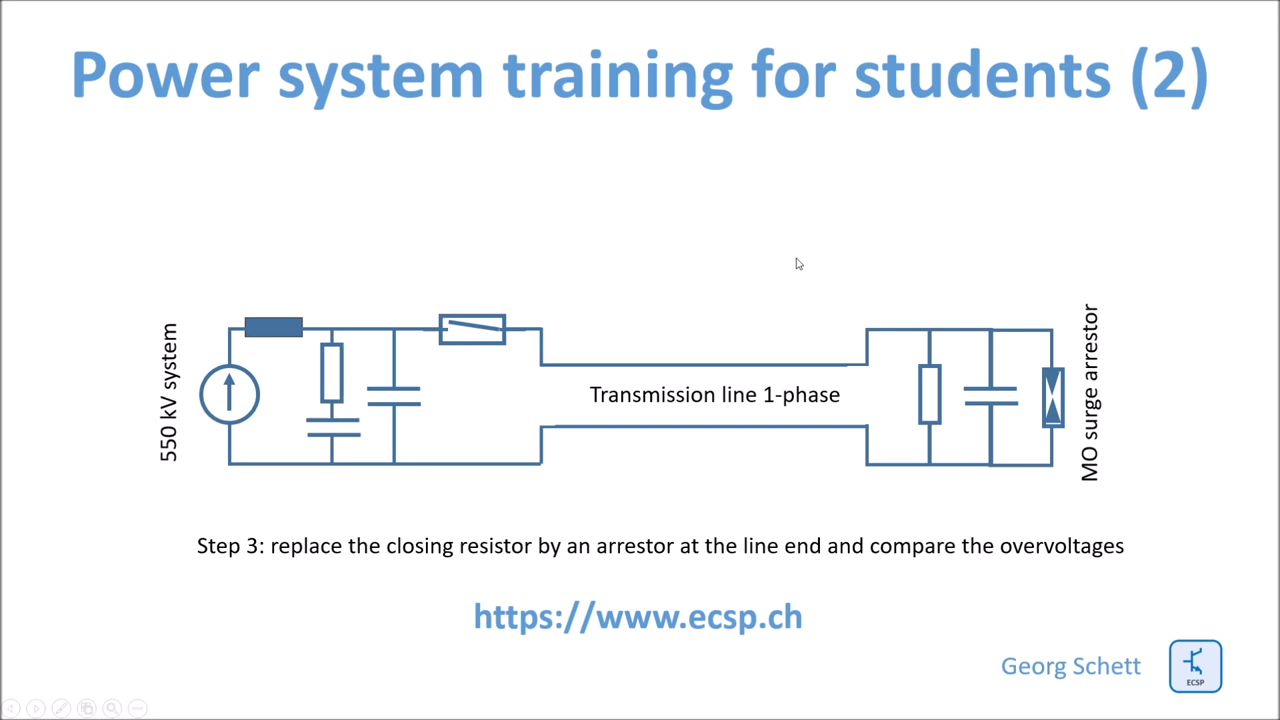 Power system training for students (2)
550 kV system
Transmission line 1-phase
MO surge arrestor
Step 3: replace the closing resistor by an arrestor at the line end and compare the overvoltages
https://www.ecsp.ch
Georg Schett
ECSP